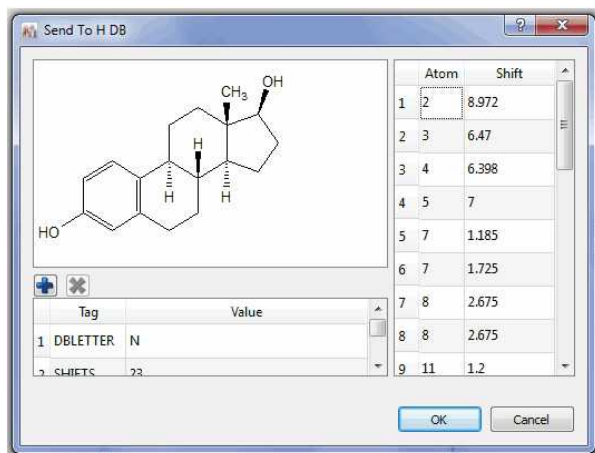 Send To H DB
?
X
OH
CH3
H
H
H
HO
Tag Value
1 DBLETTER N
2 SHIFTS 23
Atom Shift
1 2 8.972
2 3 6.47
3 4 6.398
4 5 7
5 7 1.185
6 7 1.725
7 8 2.675
8 8 2.675
9 11 1.2
OK Cancel